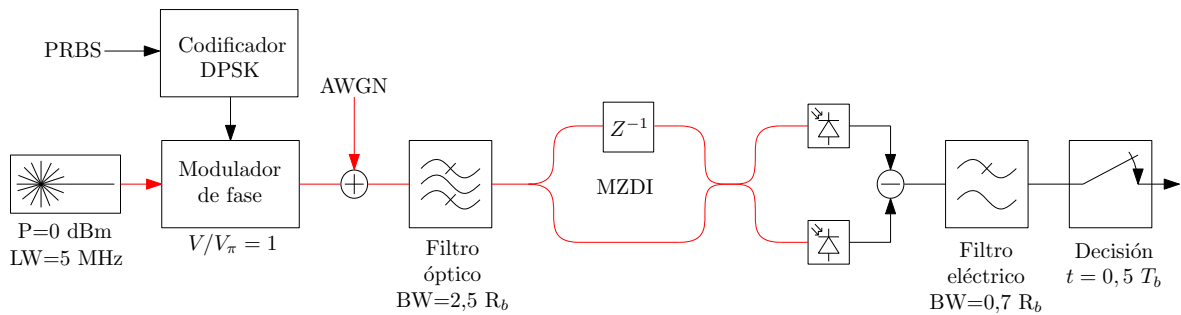 PRBS
Codificador
DPSK
AWGN
Modulador
de fase
P=0 dBm
LW=5 MHz
V/Vπ = 1
Filtro
óptico
BW=2,5 R_b
Z⁻¹
MZDI
Filtro
eléctrico
BW=0,7 R_b
Decisión
t = 0, 5 T_b